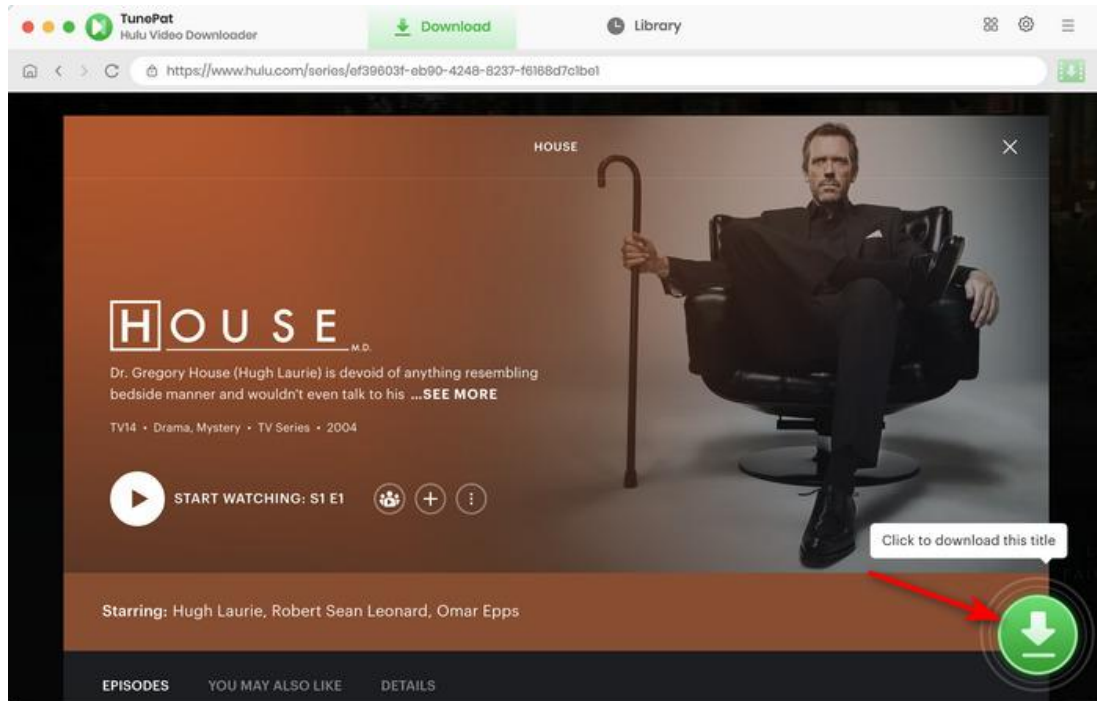 TunePat
Hulu Video Downloader
Download
Library
https://www.hulu.com/series/ef39603f-eb90-4248-8237-f6168d7c1be1
HOUSE
HOUSE
M.D.
Dr. Gregory House (Hugh Laurie) is devoid of anything resembling
bedside manner and wouldn't even talk to his ...SEE MORE
TV14 • Drama, Mystery • TV Series • 2004
START WATCHING: S1 E1
Click to download this title
Starring: Hugh Laurie, Robert Sean Leonard, Omar Epps
EPISODES YOU MAY ALSO LIKE DETAILS